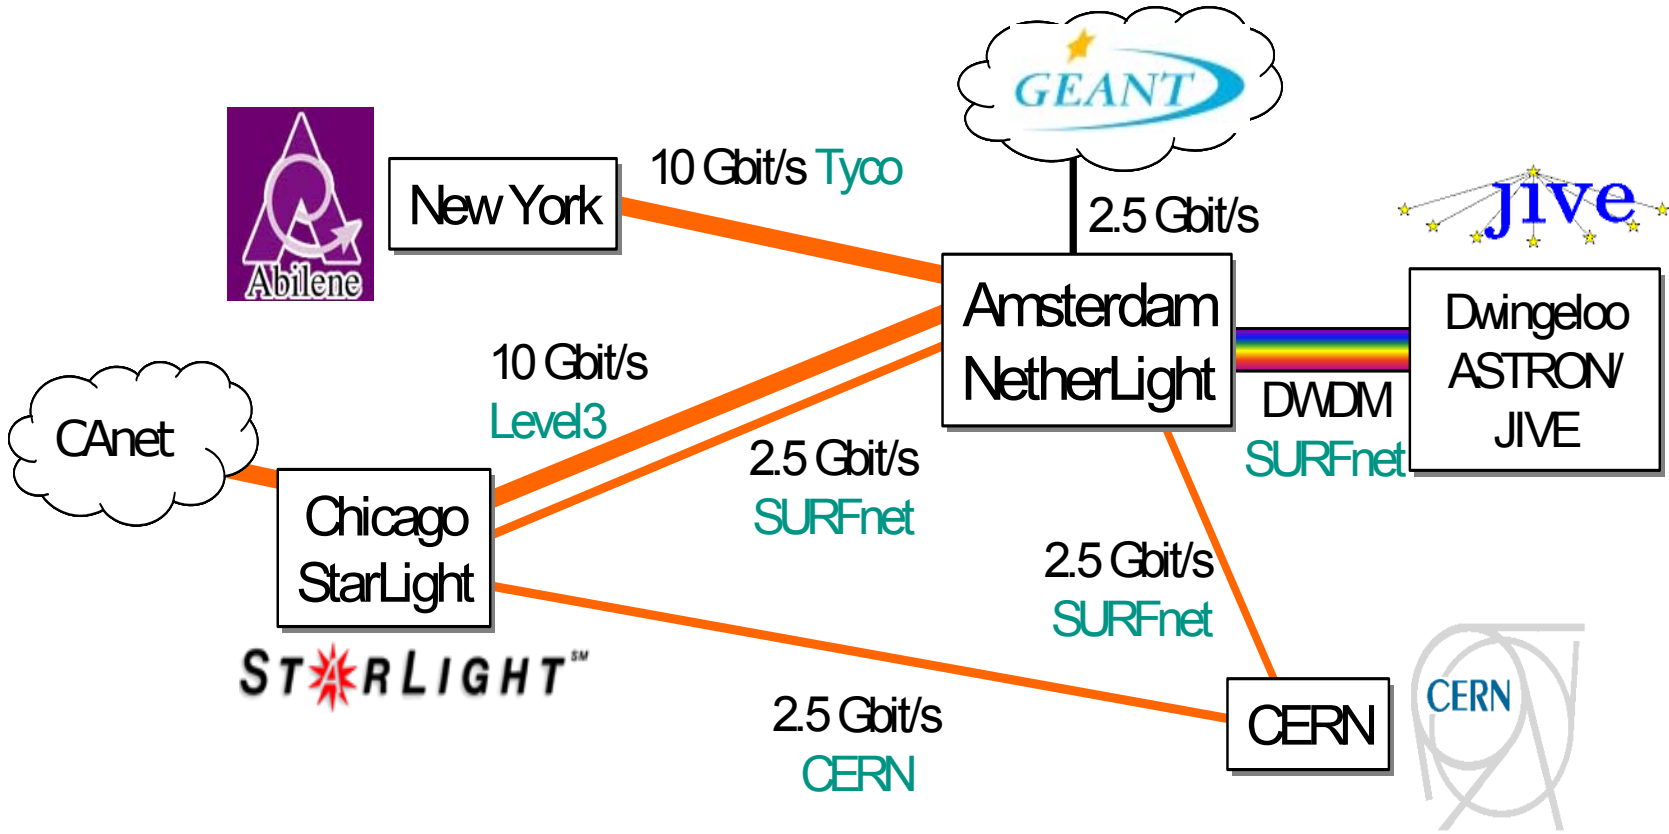 GEANT
10 Gbit/s Tyco
New York
Abilene
2.5 Gbit/s
jive
Amsterdam
NetherLight
Dwingeloo
ASTRON/
JIVE
10 Gbit/s
Level3
DWDM
SURFnet
CAnet
2.5 Gbit/s
SURFnet
Chicago
StarLight
2.5 Gbit/s
SURFnet
STARLIGHT℠
2.5 Gbit/s
CERN
CERN
CERN